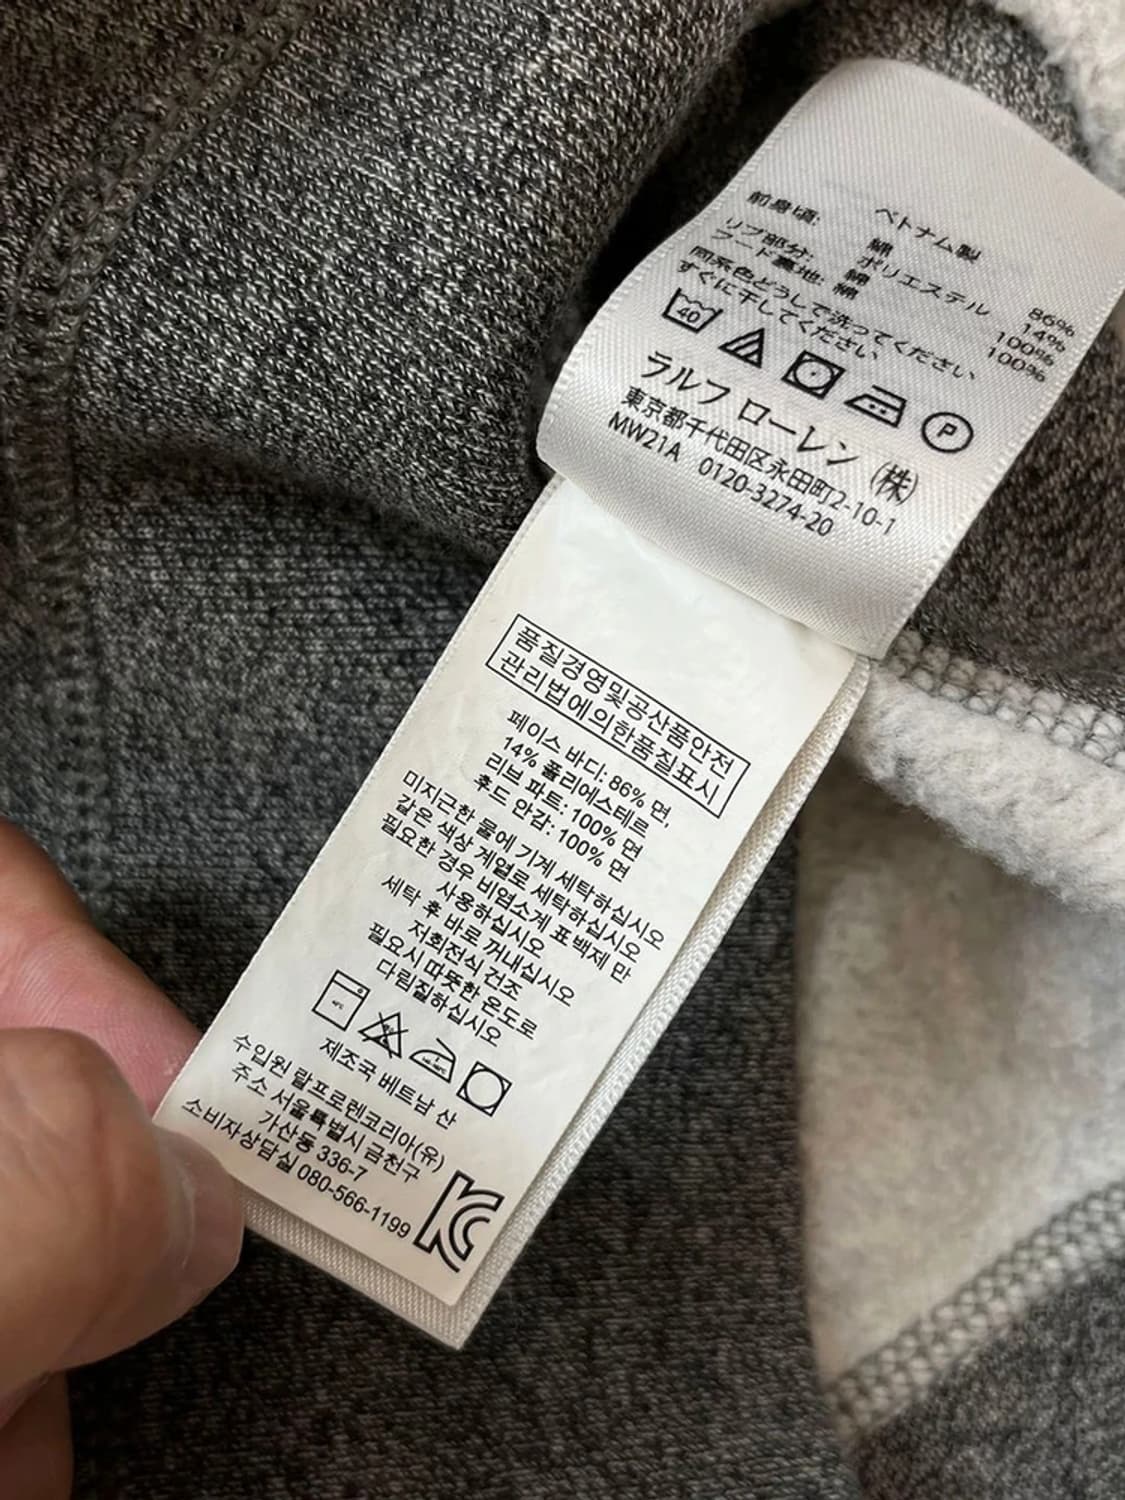 ベトナム製
前身頃: 綿 86%
ポリエステル 14%
リブ部分: 綿 100%
フード裏地: 綿 100%
同系色どうしで洗ってください
すぐに干してください
40
P
ラルフ ローレン (株)
東京都千代田区永田町2-10-1
MW21A 0120-3274-20
품질경영및공산품안전
관리법에의한품질표시
페이스 바디: 86% 면,
14% 폴리에스테르
리브 파트: 100% 면
후드 안감: 100% 면
미지근한 물에 기계 세탁하십시오
같은 색상 계열로 세탁하십시오
필요한 경우 비염소계 표백제 만
사용하십시오
세탁 후 바로 꺼내십시오
저회전식 건조
필요시 따뜻한 온도로
다림질하십시오
제조국 베트남 산
수입원 랄프로렌코리아(유)
주소 서울특별시 금천구
가산동 336-7
소비자상담실 080-566-1199